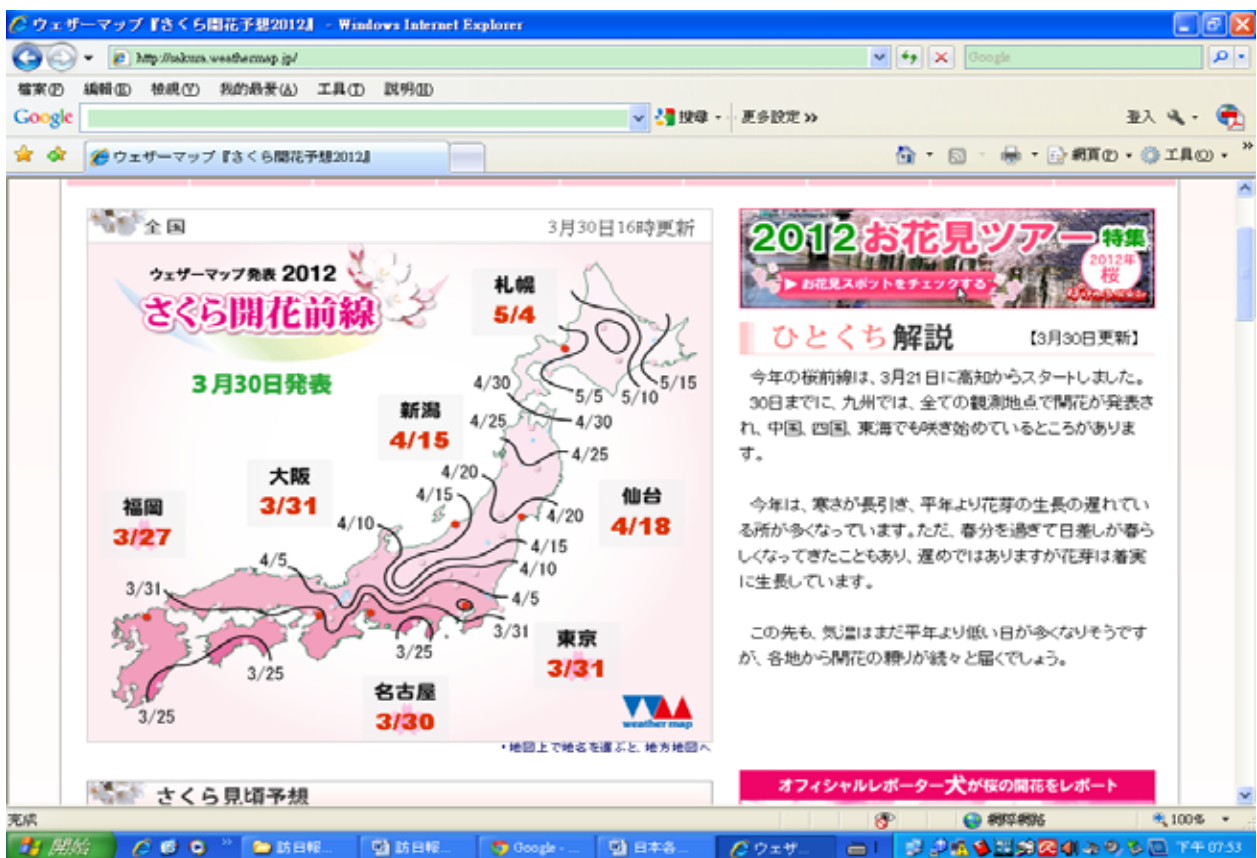 ウェザーマップ『さくら開花予想2012』 - Windows Internet Explorer
http://sakura.weathermap.jp/
Google
檔案(F) 編輯(E) 檢視(V) 我的最愛(A) 工具(T) 說明(H)
Google 搜尋 更多設定 » 登入
ウェザーマップ『さくら開花予想2012』 網頁(P) 工具(O) »
全国 3月30日16時更新
ウェザーマップ発表 2012
さくら開花前線
3月30日発表
札幌
5/4
4/30
5/5
5/10
5/15
新潟
4/15
4/25
4/30
4/25
4/20
大阪
3/31
4/15
仙台
4/18
福岡
3/27
4/10
4/20
4/15
4/5
4/10
3/31
4/5
3/31
東京
3/31
3/25
3/25
名古屋
3/30
3/25
weather map
・地図上で地名を選ぶと、地方地図へ
さくら見頃予想
2012お花見ツアー特集
2012年
桜
▶お花見スポットをチェックする
ひとくち解説 【3月30日更新】
今年の桜前線は、3月21日に高知からスタートしました。
30日までに、九州では、全ての観測地点で開花が発表さ
れ、中国、四国、東海でも咲き始めているところがありま
す。
今年は、寒さが長引き、平年より花芽の生長の遅れてい
る所が多くなっています。ただ、春分を過ぎて日差しが春ら
しくなってきたこともあり、遅めではありますが花芽は着実
に生長しています。
この先も、気温はまだ平年より低い日が多くなりそうです
が、各地から開花の頼りが続々と届くでしょう。
オフィシャルレポーター犬が桜の開花をレポート
完成 網際網路 100%
開始 » 訪日報... 訪日報... Google - ... 日本各... ウェザ... 下午 07:53